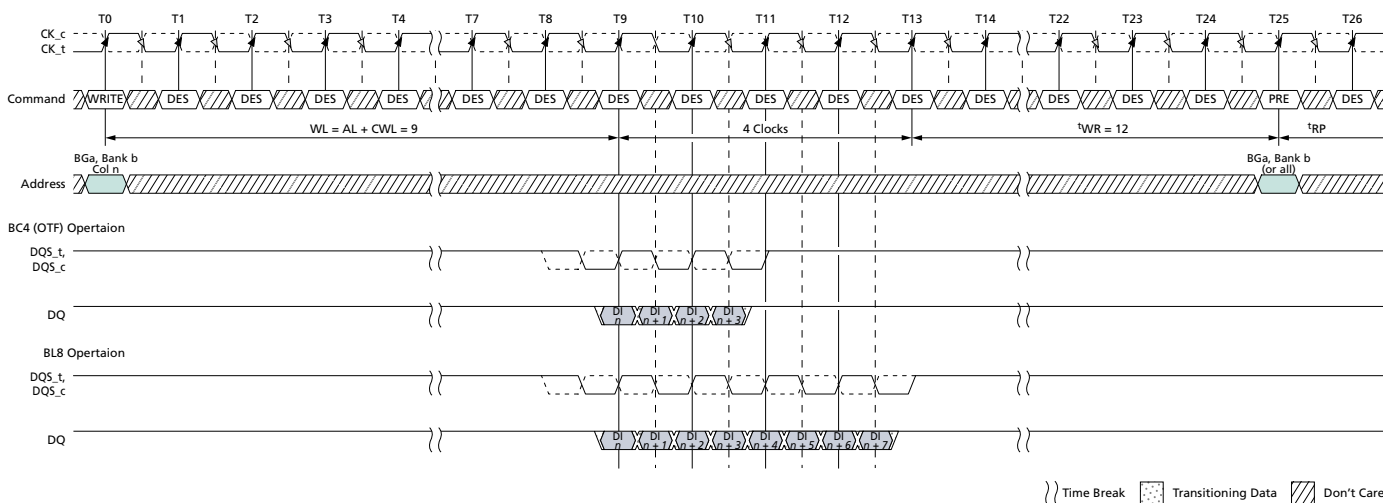 T0 T1 T2 T3 T4 T7 T8 T9 T10 T11 T12 T13 T14 T22 T23 T24 T25 T26
CK_c
CK_t
Command WRITE DES DES DES DES DES DES DES DES DES DES DES DES DES DES DES PRE DES
WL = AL + CWL = 9 4 Clocks tWR = 12 tRP
BGa, Bank b
Col n
BGa, Bank b
(or all)
Address
BC4 (OTF) Opertaion
DQS_t,
DQS_c
DQ DI n DI n + 1 DI n + 2 DI n + 3
BL8 Opertaion
DQS_t,
DQS_c
DQ DI n DI n + 1 DI n + 2 DI n + 3 DI n + 4 DI n + 5 DI n + 6 DI n + 7
Time Break Transitioning Data Don't Care